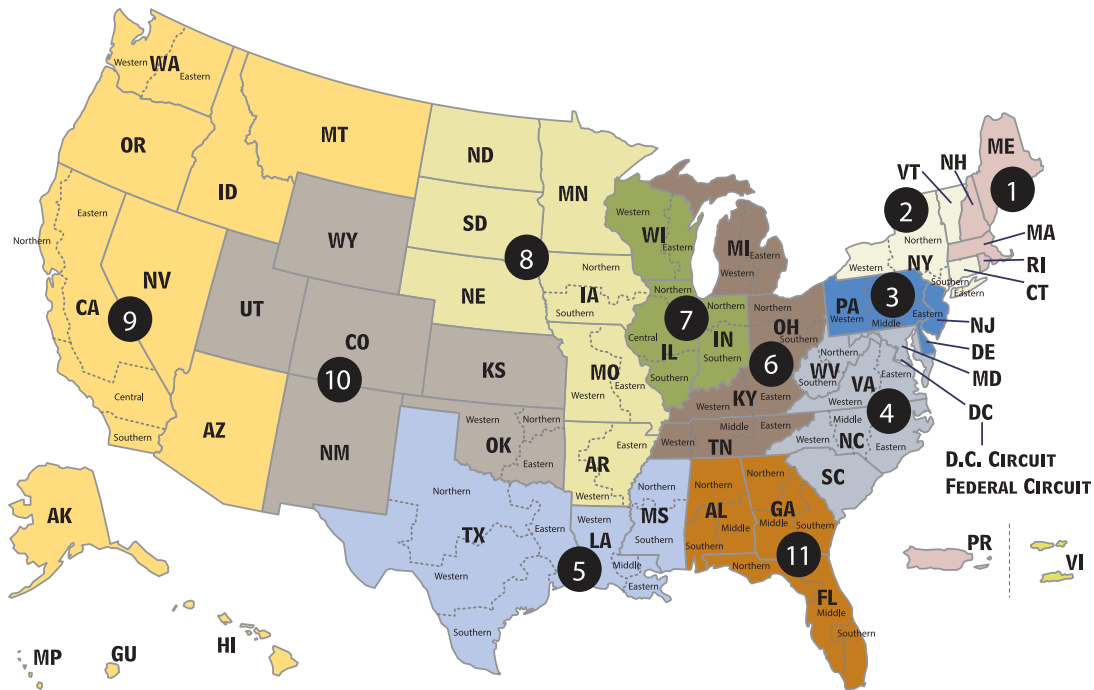 WA
Western
Eastern
OR
ID
MT
ND
SD
NE
MN
WY
UT
CO
KS
NM
AZ
NV
CA
Eastern
Northern
Central
Southern
9
10
8
IA
Northern
Southern
MO
Eastern
Western
AR
Eastern
Western
OK
Western
Northern
Eastern
TX
Northern
Eastern
Western
Southern
LA
Western
Middle
Eastern
5
MS
Northern
Southern
WI
Western
Eastern
7
IL
Northern
Central
Southern
IN
Northern
Southern
MI
Eastern
Western
OH
6
KY
Western
Eastern
TN
Western
Middle
Eastern
AL
Northern
Middle
Southern
GA
Northern
Middle
Southern
11
FL
Northern
Middle
Southern
SC
NC
Western
Middle
Eastern
4
VA
Western
Eastern
WV
Northern
Southern
PA
Western
Middle
Eastern
3
NY
Northern
Western
Southern
Eastern
2
VT
NH
ME
1
MA
RI
CT
NJ
DE
MD
DC
D.C. CIRCUIT
FEDERAL CIRCUIT
PR
VI
AK
HI
GU
MP